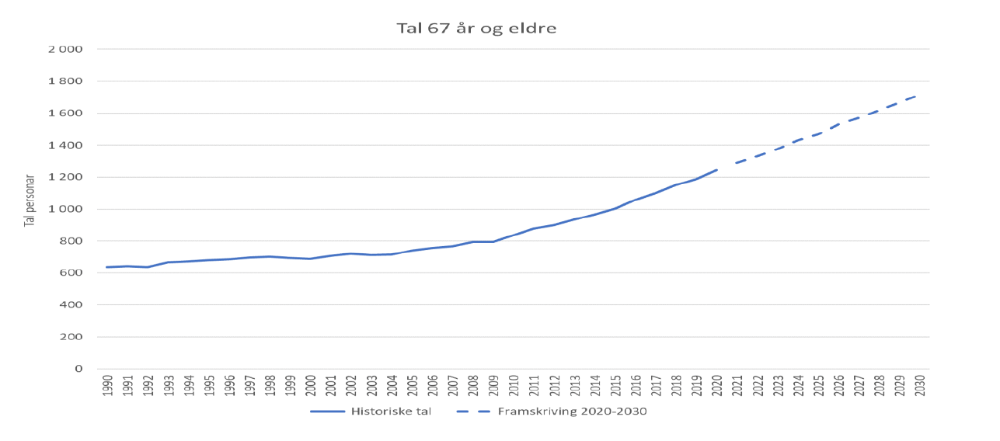 Tal 67 år og eldre
2 000
1 800
1 600
1 400
1 200
1 000
800
600
400
200
0
Tal personar
1990 1991 1992 1993 1994 1995 1996 1997 1998 1999 2000 2001 2002 2003 2004 2005 2006 2007 2008 2009 2010 2011 2012 2013 2014 2015 2016 2017 2018 2019 2020 2021 2022 2023 2024 2025 2026 2027 2028 2029 2030
Historiske tal Framskriving 2020-2030